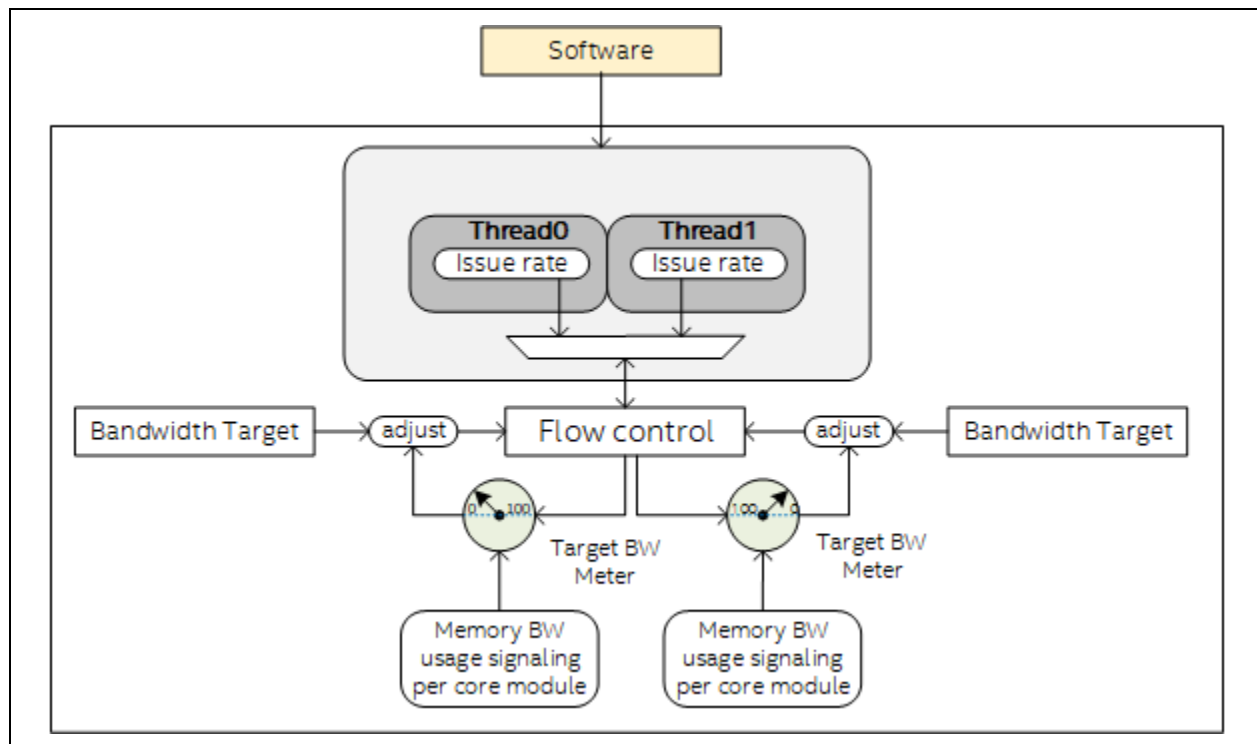 Software
Thread0
Thread1
Issue rate
Issue rate
Bandwidth Target
adjust
Flow control
adjust
Bandwidth Target
0
100
100
0
Target BW
Meter
Target BW
Meter
Memory BW
usage signaling
per core module
Memory BW
usage signaling
per core module